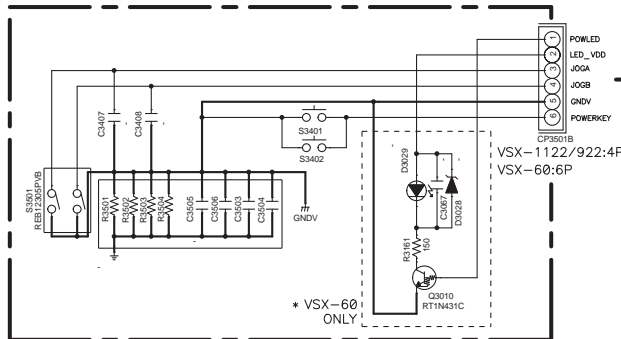 1 POWLED
2 LED_VDD
3 JOGA
4 JOGB
5 GNDV
6 POWERKEY
CP3501B
C3407
C3408
S3401
S3402
D3029
C3067
D3028
VSX-1122/922:4P
VSX-60:6P
S3501
REB12305PVB
R3501
R3502
R3503
R3504
C3505
C3506
C3503
C3504
GNDV
R3161
150
Q3010
RT1N431C
* VSX-60
ONLY